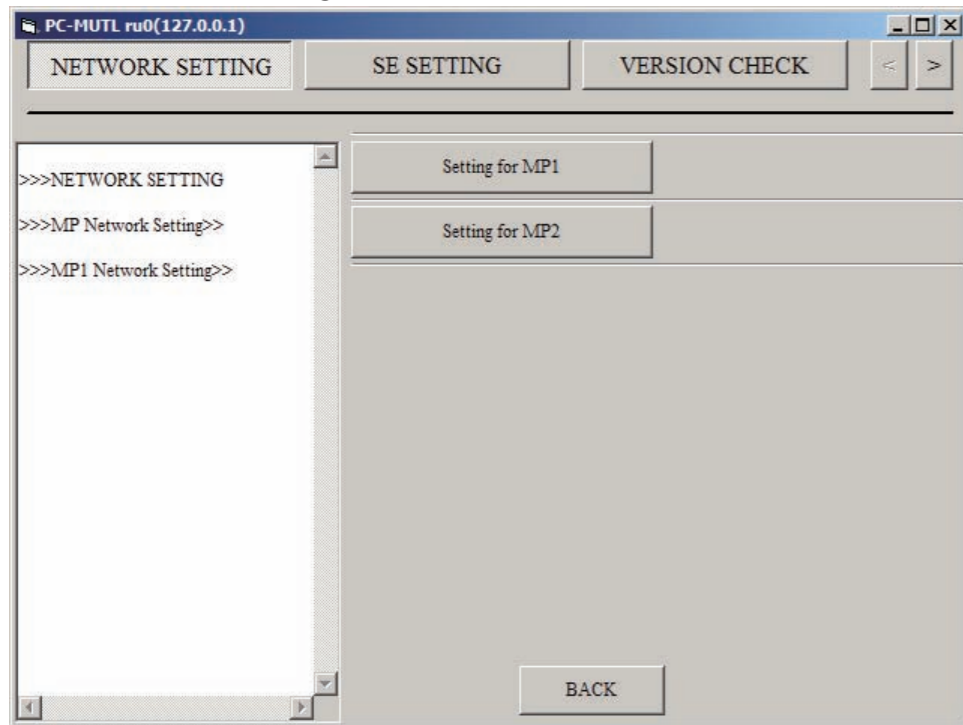 PC-MUTL ru0(127.0.0.1)
NETWORK SETTING SE SETTING VERSION CHECK < >
>>>NETWORK SETTING
>>>MP Network Setting>>
>>>MP1 Network Setting>>
Setting for MP1
Setting for MP2
BACK